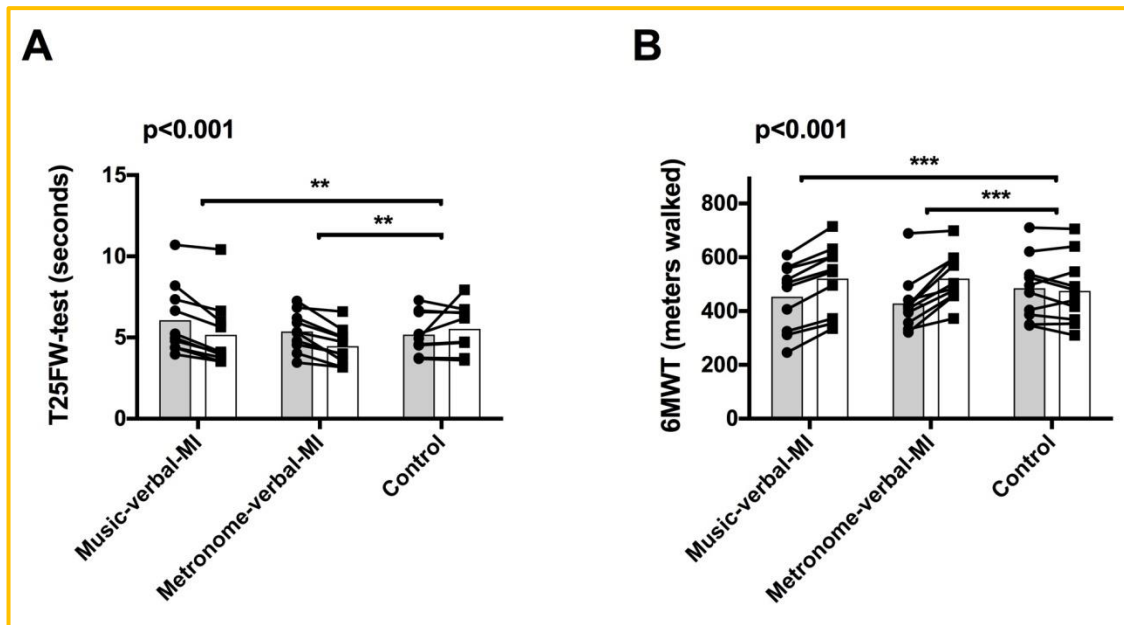 A
p<0.001
T25FW-test (seconds)
15
10
5
0
**
**
Music-verbal-MI
Metronome-verbal-MI
Control
B
p<0.001
6MWT (meters walked)
800
600
400
200
0
***
***
Music-verbal-MI
Metronome-verbal-MI
Control